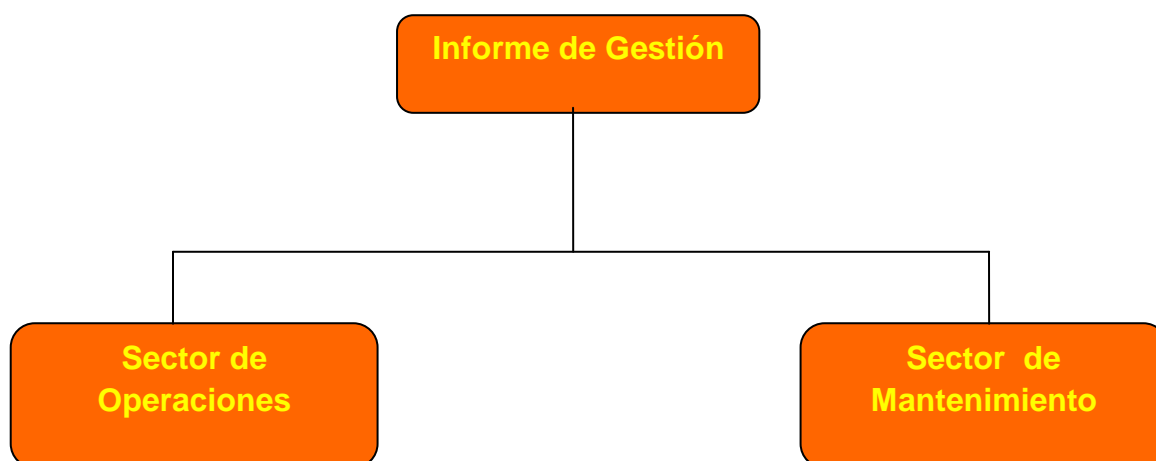 Informe de Gestión
Sector de
Operaciones
Sector de
Mantenimiento